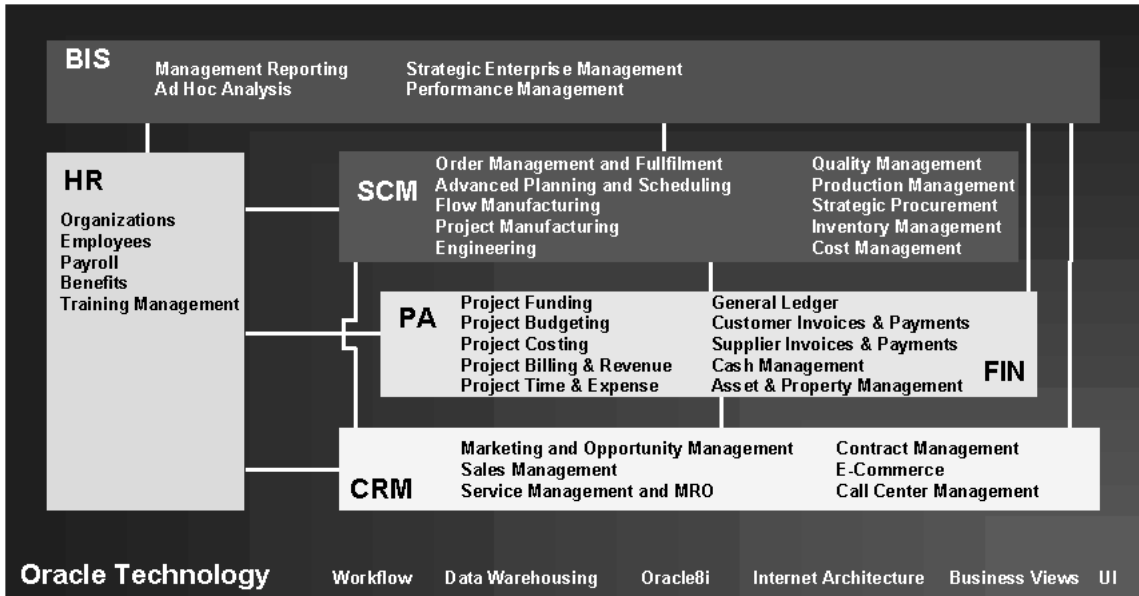 BIS
Management Reporting
Ad Hoc Analysis
Strategic Enterprise Management
Performance Management
HR
Organizations
Employees
Payroll
Benefits
Training Management
SCM
Order Management and Fullfilment
Advanced Planning and Scheduling
Flow Manufacturing
Project Manufacturing
Engineering
Quality Management
Production Management
Strategic Procurement
Inventory Management
Cost Management
PA
Project Funding
Project Budgeting
Project Costing
Project Billing & Revenue
Project Time & Expense
General Ledger
Customer Invoices & Payments
Supplier Invoices & Payments
Cash Management
Asset & Property Management
FIN
CRM
Marketing and Opportunity Management
Sales Management
Service Management and MRO
Contract Management
E-Commerce
Call Center Management
Oracle Technology
Workflow
Data Warehousing
Oracle8i
Internet Architecture
Business Views
UI